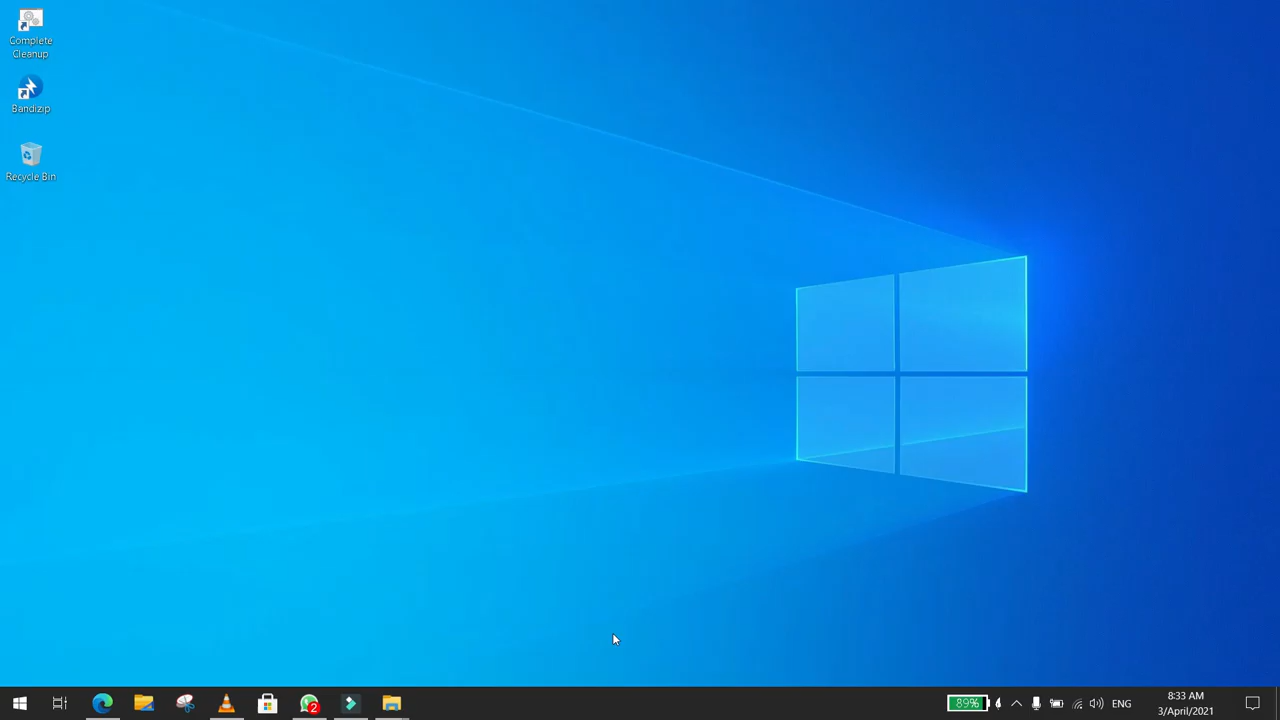 Complete
Cleanup
Bandizip
Recycle Bin
2
89%
ENG
8:33 AM
3/April/2021